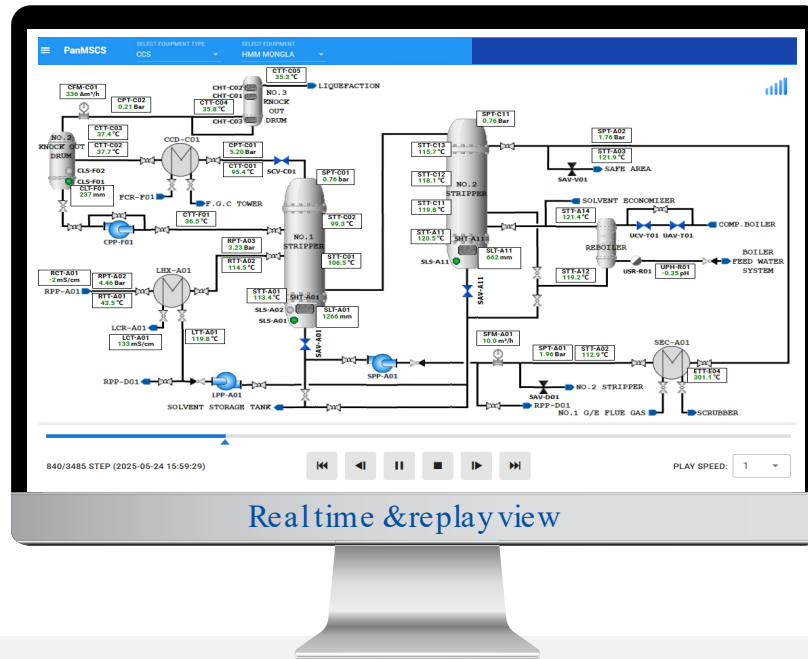 PanMSCS
SELECT EQUIPMENT TYPE
CCS
SELECT EQUIPMENT
HMM MONGLA
CFM-C01
336 Am³/h
CPT-C02
0.21 Bar
CTT-C03
37.4 ℃
CTT-C02
37.7 ℃
NO.2
KNOCK OUT
DRUM
CLS-F02
CLS-F01
CLT-F01
237 mm
CCD-C01
FCR-F01
F.G.C TOWER
CTT-F01
36.5 ℃
CPP-F01
CTT-C05
35.3 ℃
CHT-C02
CHT-C01
CTT-C04
35.8 ℃
CHT-C03
LIQUEFACTION
NO.3
KNOCK
OUT
DRUM
CPT-C01
5.20 Bar
CTT-C01
95.4 ℃
SCV-C01
SPT-C01
0.76 bar
STT-C02
99.3 ℃
NO.1
STRIPPER
STT-C01
106.5 ℃
STT-A01
113.4 ℃
SHT-A01
SLS-A02
SLS-A01
SLT-A01
1266 mm
SAV-A01
RPT-A03
3.23 Bar
RTT-A02
114.5 ℃
RCT-A01
-2 mS/cm
RPT-A02
4.46 Bar
RPP-A01
RTT-A01
43.5 ℃
LHX-A01
LCR-A01
LCT-A01
133 mS/cm
LTT-A01
119.8 ℃
RPP-D01
LPP-A01
SOLVENT STORAGE TANK
SPP-A01
SPT-C11
0.76 Bar
STT-C13
115.7 ℃
STT-C12
118.1 ℃
NO.2
STRIPPER
STT-C11
119.8 ℃
STT-A11
120.5 ℃
SHT-A11
SLS-A11
SLT-A11
662 mm
SAV-A11
SPT-A02
1.76 Bar
STT-A03
121.9 ℃
SAFE AREA
SAV-V01
SOLVENT ECONOMIZER
STT-A14
121.4 ℃
COMP.BOILER
UCV-T01
UAV-T01
REBOILER
BOILER
FEED WATER
SYSTEM
STT-A12
119.2 ℃
USR-R01
UPH-R01
-0.35 pH
SFM-A01
10.0 m³/h
SPT-A01
1.96 Bar
STT-A02
112.9 ℃
SEC-A01
ETT-E04
301.1 ℃
NO.2 STRIPPER
SAV-D01
RPP-D01
NO.1 G/E FLUE GAS
SCRUBBER
840/3485 STEP (2025-05-24 15:59:29)
PLAY SPEED:
1
Real time & replay view